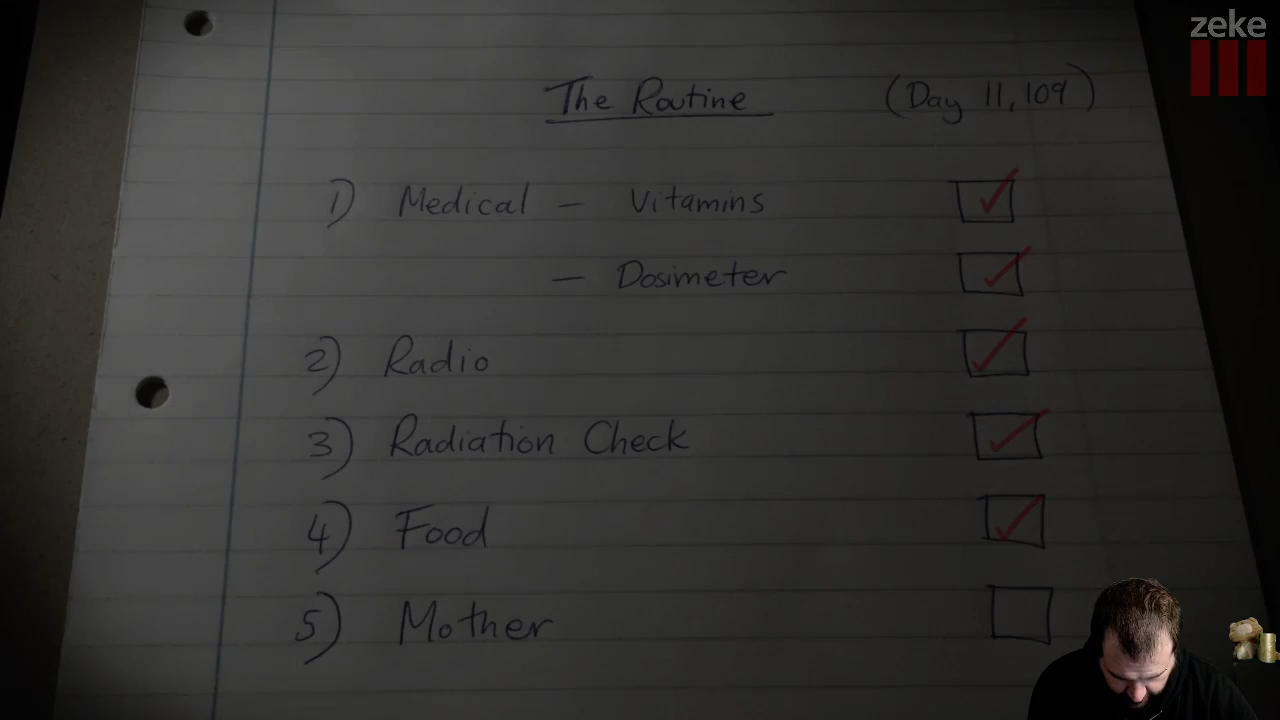 zeke
The Routine (Day 11,109)
1) Medical - Vitamins
- Dosimeter
2) Radio
3) Radiation Check
4) Food
5) Mother